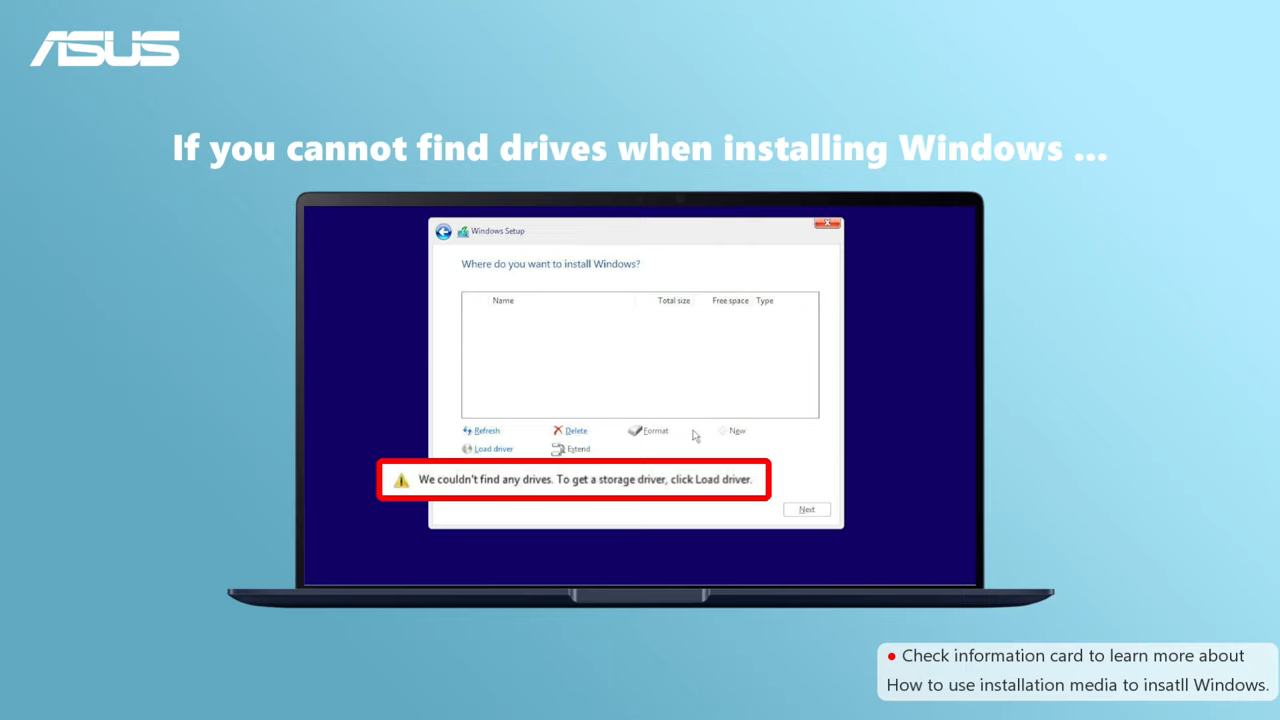 ASUS
If you cannot find drives when installing Windows ...
Windows Setup
Where do you want to install Windows?
Name Total size Free space Type
Refresh Delete Format New
Load driver Extend
We couldn't find any drives. To get a storage driver, click Load driver.
Next
• Check information card to learn more about
How to use installation media to insatll Windows.